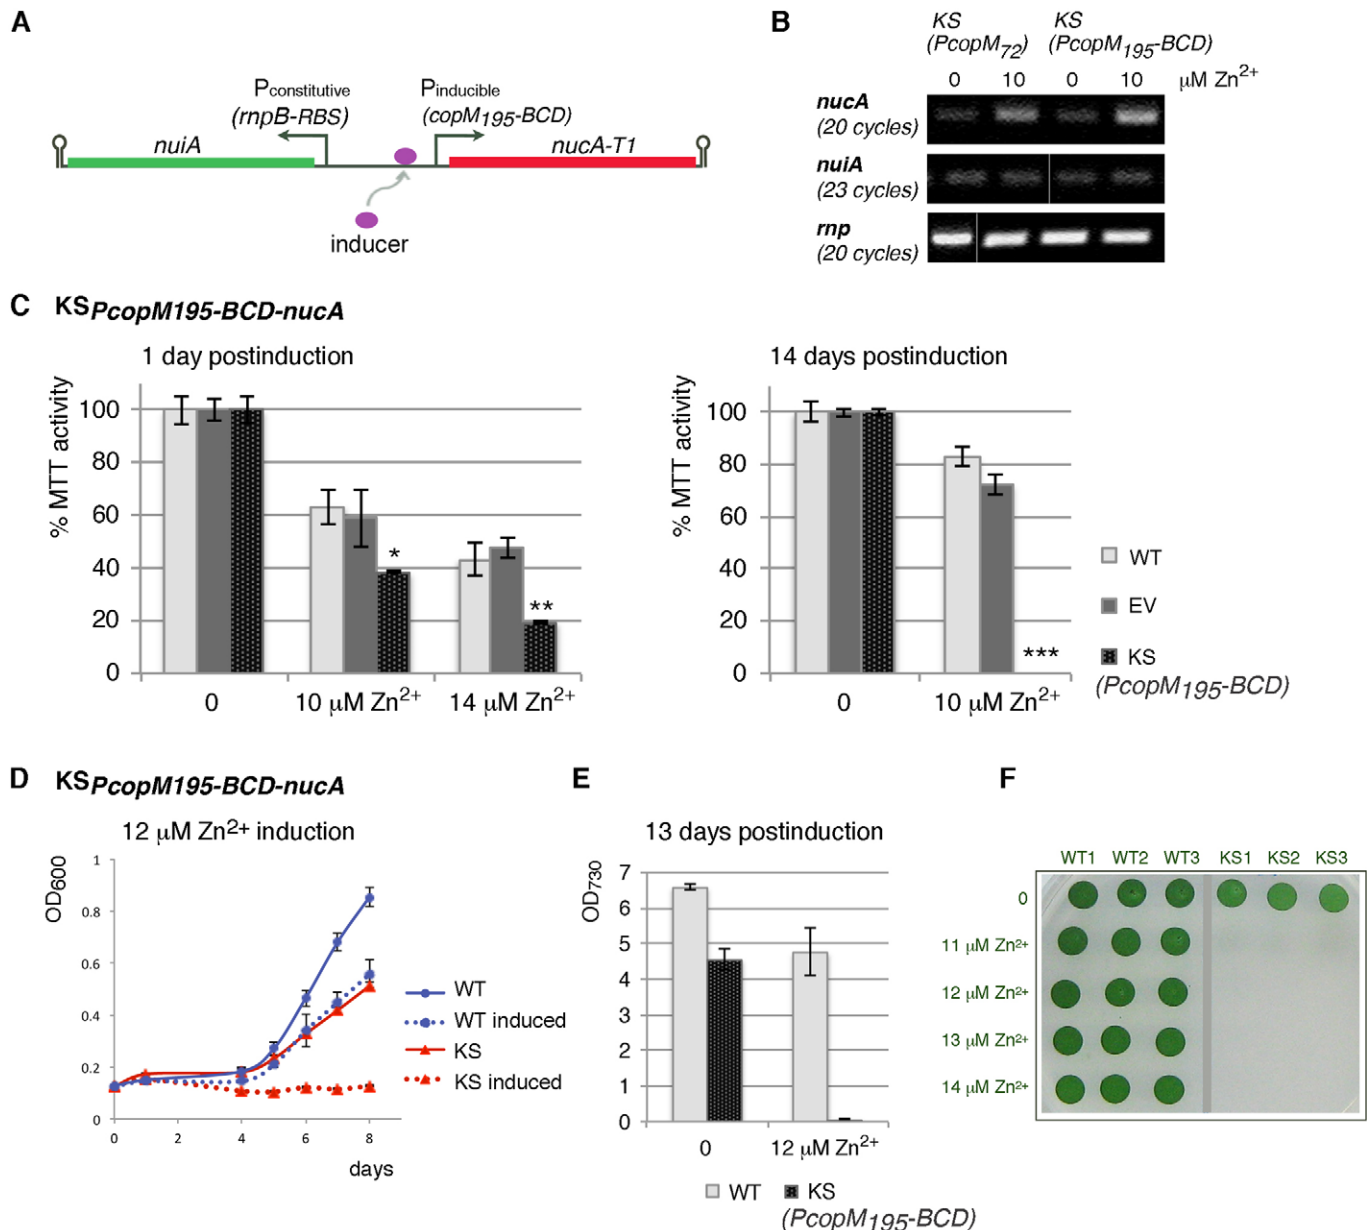 A
Pconstitutive
(rnpB-RBS)
Pinducible
(copM195-BCD)
nuiA
nucA-T1
inducer
B
KS
(PcopM72)
KS
(PcopM195-BCD)
0 10 0 10 μM Zn2+
nucA
(20 cycles)
nuiA
(23 cycles)
rnp
(20 cycles)
C KSPcopM195-BCD-nucA
1 day postinduction
% MTT activity
100
80
60
40
20
0
*
**
0 10 μM Zn2+ 14 μM Zn2+
14 days postinduction
% MTT activity
100
80
60
40
20
0
***
0 10 μM Zn2+
WT
EV
KS
(PcopM195-BCD)
D KSPcopM195-BCD-nucA
12 μM Zn2+ induction
OD600
1
0.8
0.6
0.4
0.2
0
0 2 4 6 8
days
WT
WT induced
KS
KS induced
E
13 days postinduction
OD730
7
6
5
4
3
2
1
0
0 12 μM Zn2+
WT KS
(PcopM195-BCD)
F
WT1 WT2 WT3 KS1 KS2 KS3
0
11 μM Zn2+
12 μM Zn2+
13 μM Zn2+
14 μM Zn2+